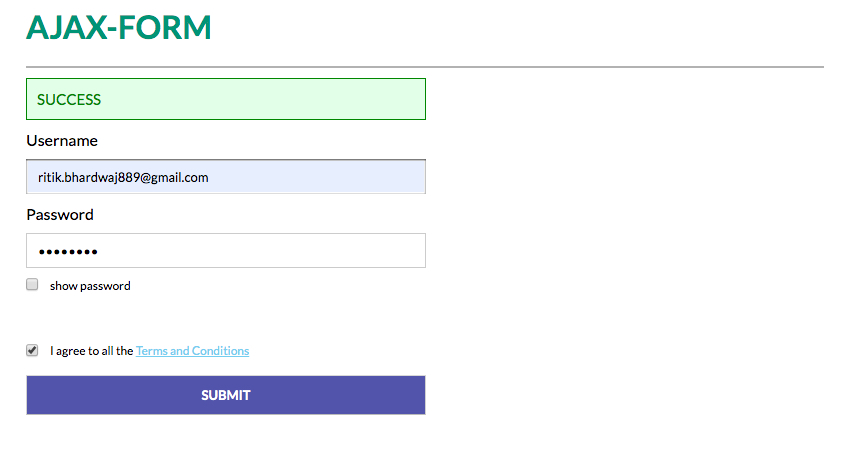 AJAX-FORM
SUCCESS
Username
ritik.bhardwaj889@gmail.com
Password
••••••••
show password
I agree to all the Terms and Conditions
SUBMIT